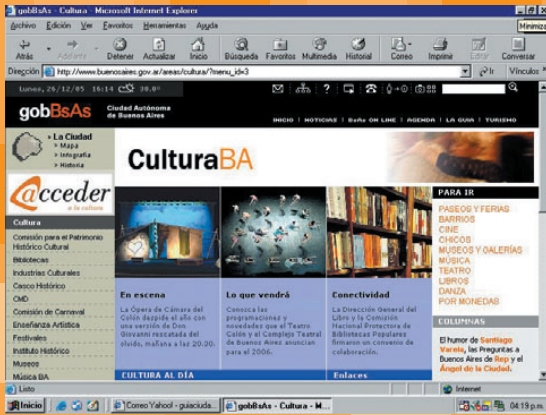 gobBsAs - Cultura - Microsoft Internet Explorer
Minimiza
Archivo Edición Ver Favoritos Herramientas Ayuda
Atrás Adelante Detener Actualizar Inicio Búsqueda Favoritos Multimedia Historial Correo Imprimir Editar Conversar
Dirección http://www.buenosaires.gov.ar/areas/cultura/?menu_id=3 Ir Vínculos
Lunes, 26/12/05 16:14 30.0º
gobBsAs
Ciudad Autónoma
de Buenos Aires
INICIO | NOTICIAS | BsAs ON LINE | AGENDA | LA GUIA | TURISMO
> La Ciudad
> Mapa
> Infografía
> Historia
CulturaBA
acceder
a la cultura
Cultura
Comisión para el Patrimonio
Histórico Cultural
Bibliotecas
Industrias Culturales
Casco Histórico
CMD
Comisión de Carnaval
Enseñanza Artística
Festivales
Instituto Histórico
Museos
Música BA
En escena
La Ópera de Cámara del
Colón despide el año con
una versión de Don
Giovanni rescatada del
olvido, mañana a las 20.30.
Lo que vendrá
Conozca las
programaciones y
novedades que el Teatro
Colón y el Complejo Teatral
de Buenos Aires anuncian
para el 2006.
Conectividad
La Dirección General del
Libro y la Comisión
Nacional Protectora de
Bibliotecas Populares
firmaron un convenio de
colaboración.
CULTURA AL DÍA
Enlaces
PARA IR
PASEOS Y FERIAS
BARRIOS
CINE
CHICOS
MUSEOS Y GALERÍAS
MÚSICA
TEATRO
LIBROS
DANZA
POR MONEDAS
COLUMNAS
El humor de Santiago
Varela, las Preguntas a
Buenos Aires de Rep y el
Ángel de la Ciudad.
Listo
Internet
Inicio
Correo Yahoo! - guiaciuda...
gobBsAs - Cultura - M...
04:19 p.m.